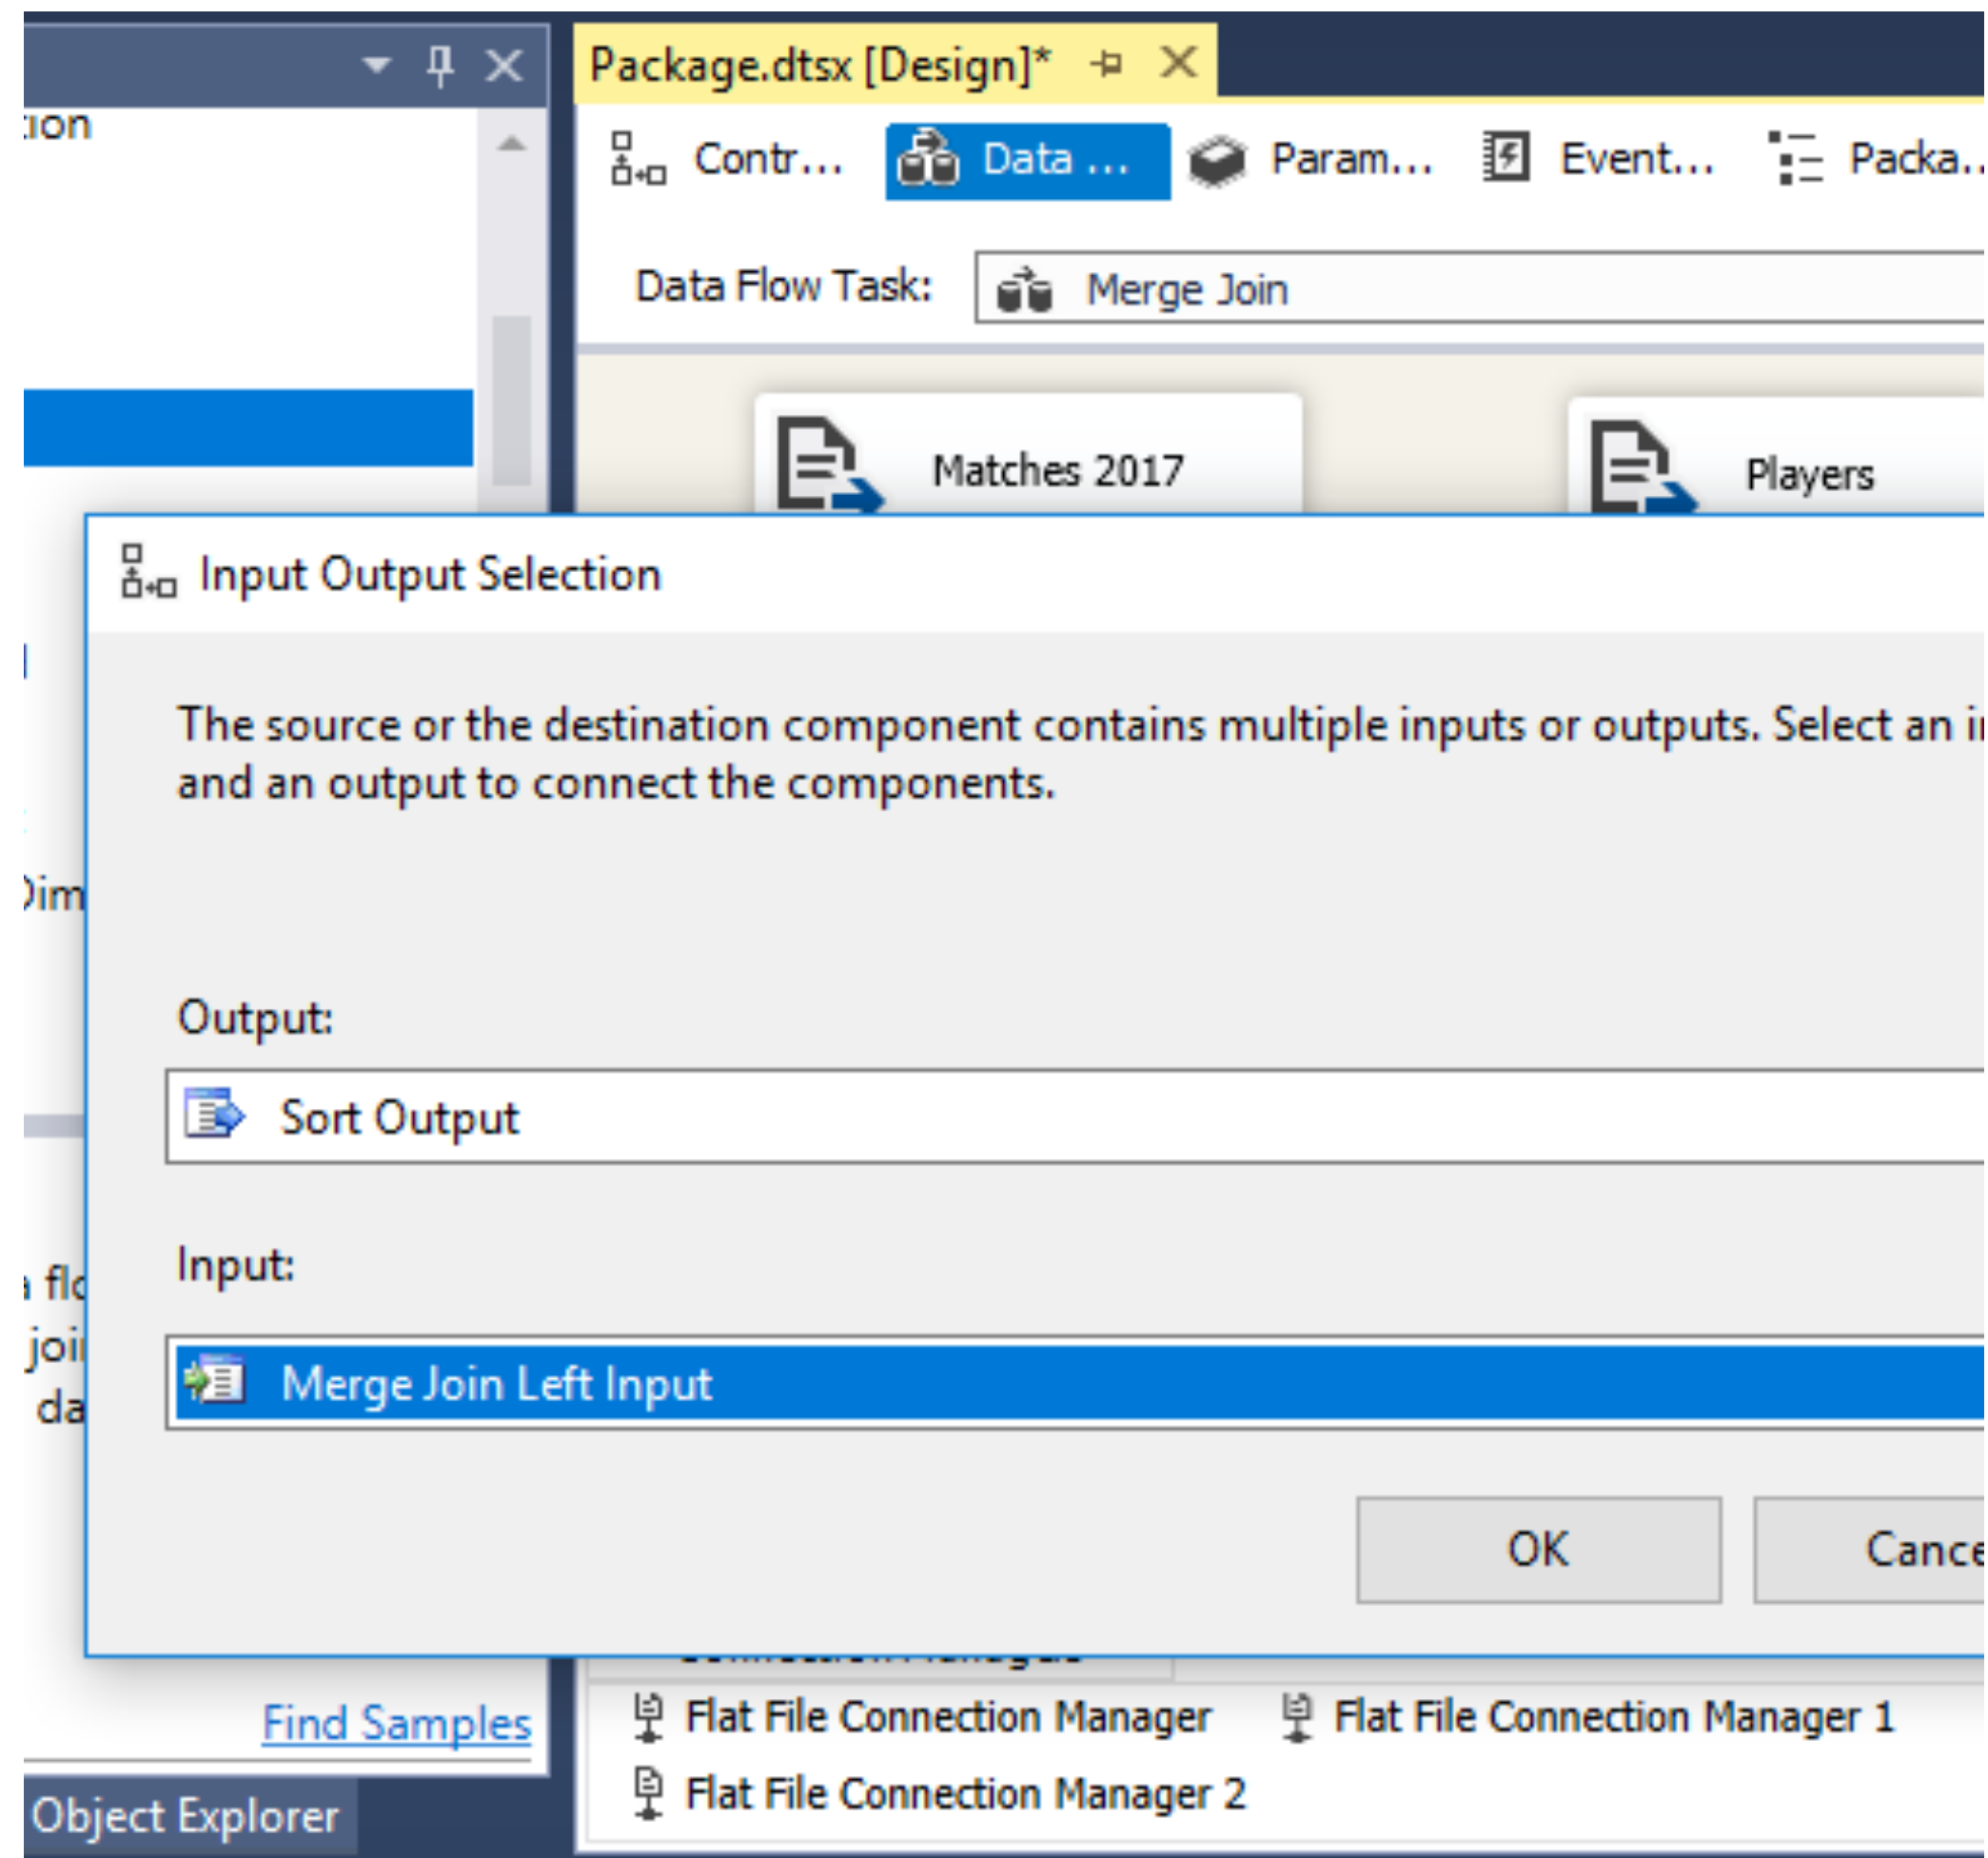 Package.dtsx [Design]*
Contr... Data ... Param... Event... Packa..
Data Flow Task: Merge Join
Matches 2017
Players
Input Output Selection
The source or the destination component contains multiple inputs or outputs. Select an
and an output to connect the components.
Output:
Sort Output
Input:
Merge Join Left Input
OK
Cance
Find Samples
Flat File Connection Manager
Flat File Connection Manager 1
Flat File Connection Manager 2
Object Explorer